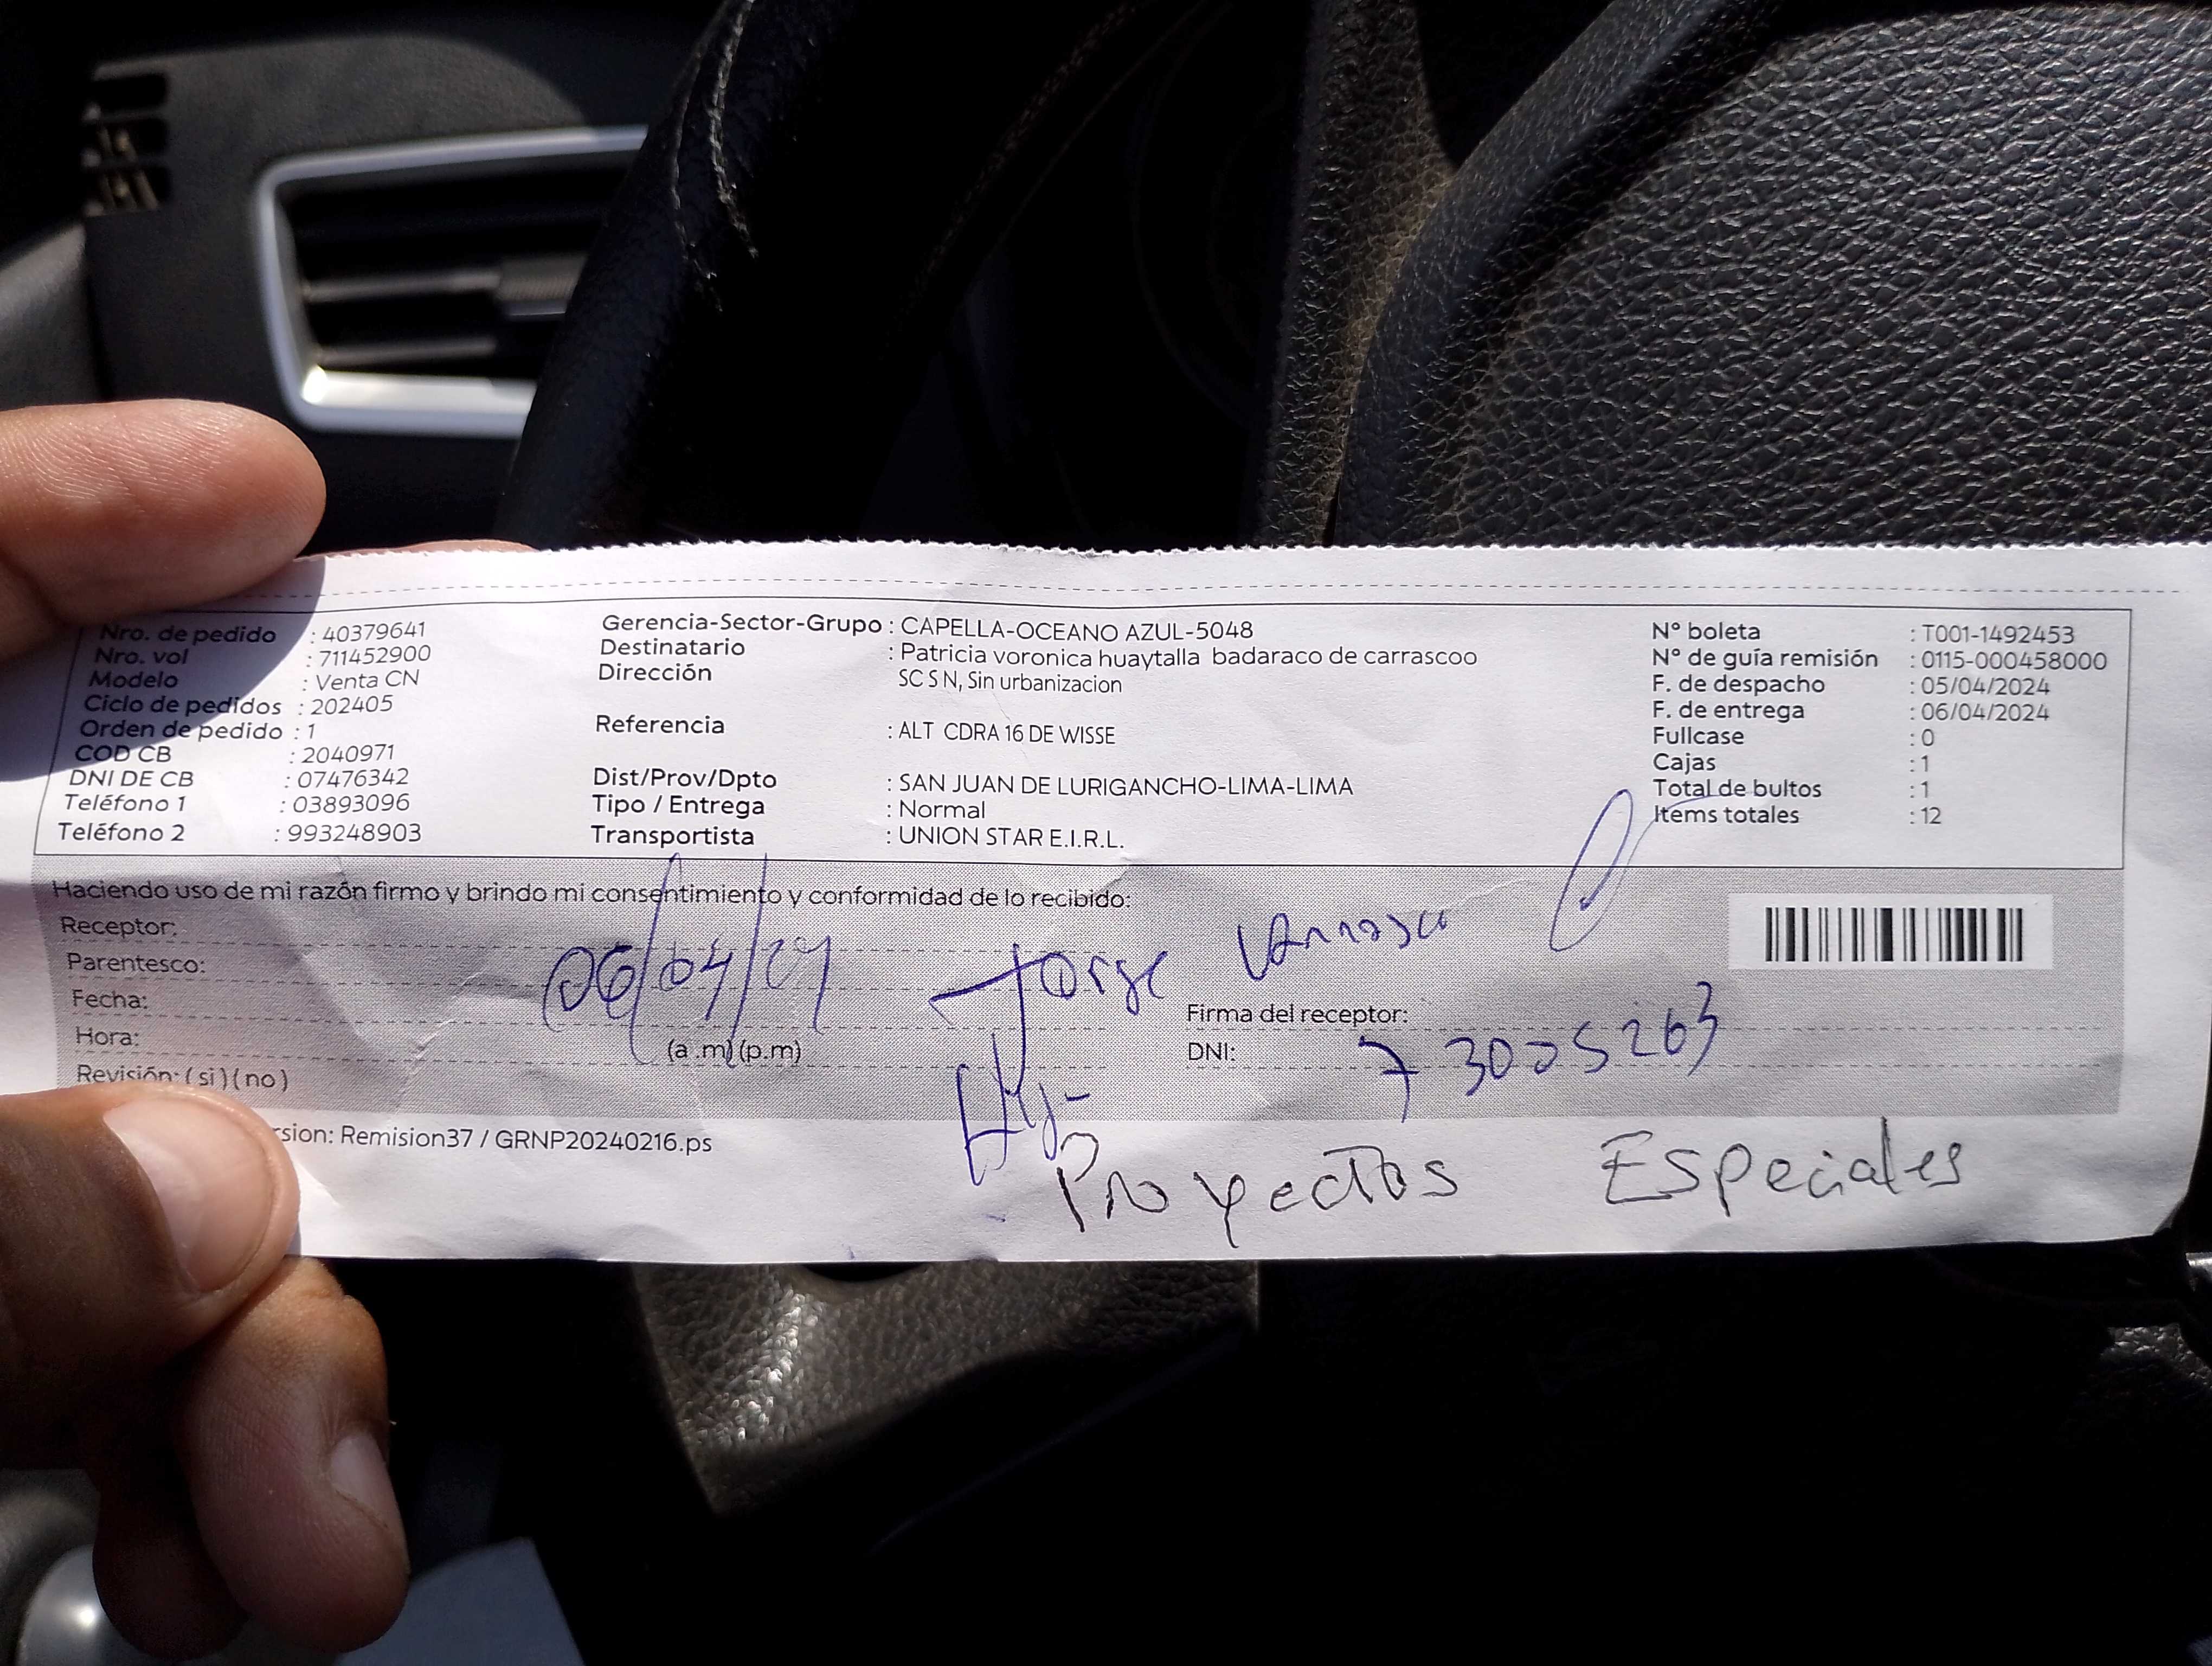 Nro. de pedido : 40379641
Nro. vol : 711452900
Modelo : Venta CN
Ciclo de pedidos : 202405
Orden de pedido : 1
COD CB : 2040971
DNI DE CB : 07476342
Teléfono 1 : 03893096
Teléfono 2 : 993248903
Gerencia-Sector-Grupo : CAPELLA-OCEANO AZUL-5048
Destinatario : Patricia voronica huaytalla badaraco de carrascoo
Dirección SC S N, Sin urbanizacion
Referencia : ALT CDRA 16 DE WISSE
Dist/Prov/Dpto : SAN JUAN DE LURIGANCHO-LIMA-LIMA
Tipo / Entrega : Normal
Transportista : UNION STAR E.I.R.L.
N° boleta : T001-1492453
N° de guía remisión : 0115-000458000
F. de despacho : 05/04/2024
F. de entrega : 06/04/2024
Fullcase : 0
Cajas : 1
Total de bultos : 1
Items totales : 12
Haciendo uso de mi razón firmo y brindo mi consentimiento y conformidad de lo recibido:
Receptor: Jorge
Parentesco:
Fecha: 06/04/24
Hora: (a.m) (p.m)
Revisión: (si) (no)
Firma del receptor:
DNI: 73005263
rsion: Remision37 / GRNP20240216.ps
Proyectos Especiales